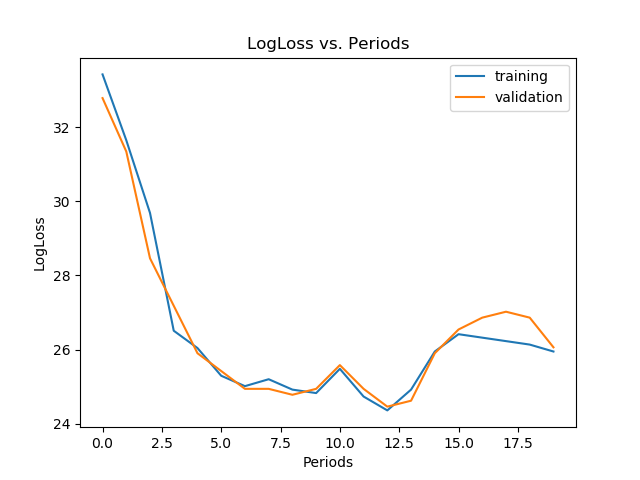 LogLoss vs. Periods
training
validation
LogLoss
32
30
28
26
24
0.0 2.5 5.0 7.5 10.0 12.5 15.0 17.5
Periods